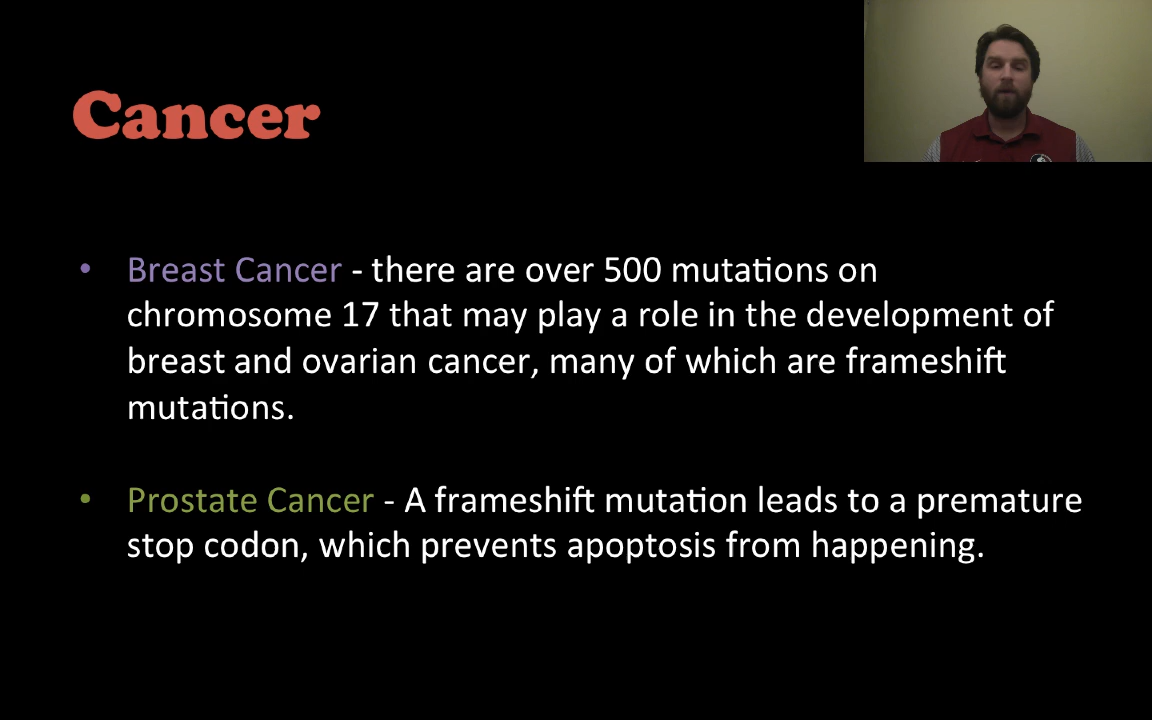 Cancer
• Breast Cancer - there are over 500 mutations on
chromosome 17 that may play a role in the development of
breast and ovarian cancer, many of which are frameshift
mutations.
• Prostate Cancer - A frameshift mutation leads to a premature
stop codon, which prevents apoptosis from happening.